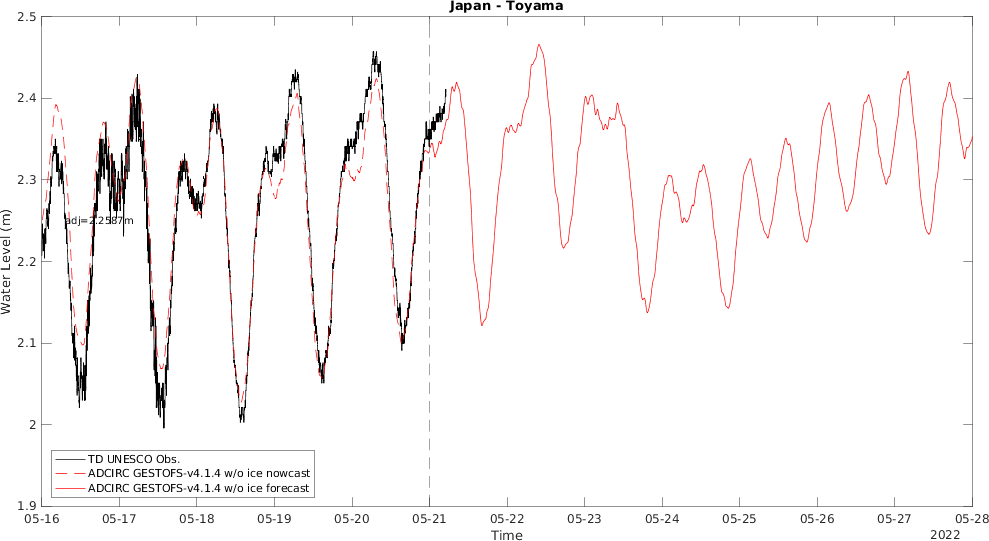 Japan - Toyama
2.5
2.4
2.3
2.2
2.1
2
1.9
Water Level (m)
adj=2.2587m
TD UNESCO Obs.
ADCIRC GESTOFS-v4.1.4 w/o ice nowcast
ADCIRC GESTOFS-v4.1.4 w/o ice forecast
05-16 05-17 05-18 05-19 05-20 05-21 05-22 05-23 05-24 05-25 05-26 05-27 05-28
Time
2022